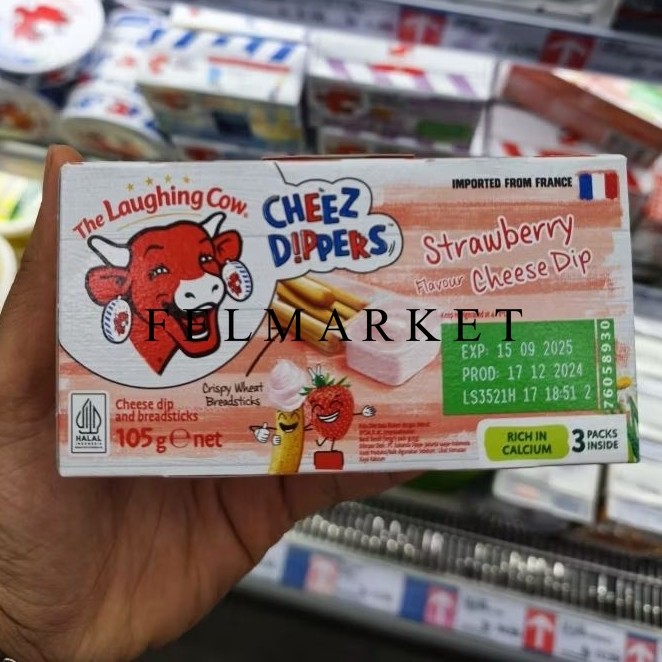 The Laughing Cow
CHEEZ
DIPPERS
IMPORTED FROM FRANCE
Strawberry
Flavour Cheese Dip
FELMARKET
EXP: 15 09 2025
PROD: 17 12 2024
LS3521H 17 18:51 2
76058930
Crispy Wheat
Breadsticks
HALAL
INDONESIA
Cheese dip
and breadsticks
105g e net
RICH IN
CALCIUM
3 PACKS
INSIDE